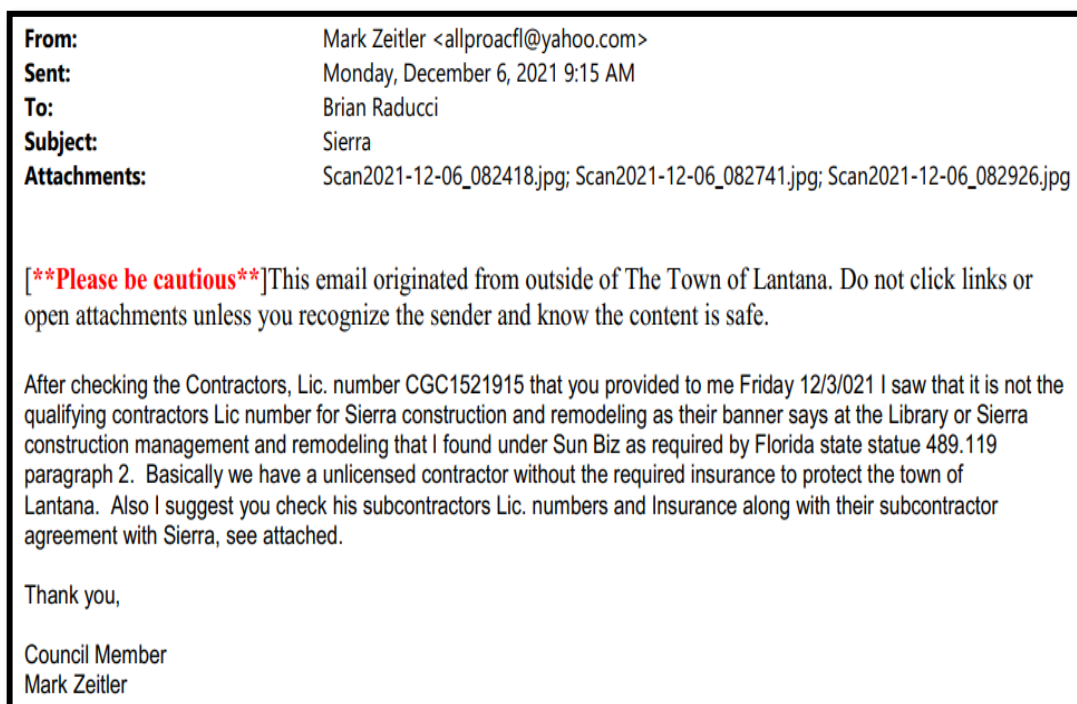 From: Mark Zeitler <allproacfl@yahoo.com>
Sent: Monday, December 6, 2021 9:15 AM
To: Brian Raducci
Subject: Sierra
Attachments: Scan2021-12-06_082418.jpg; Scan2021-12-06_082741.jpg; Scan2021-12-06_082926.jpg
[**Please be cautious**]This email originated from outside of The Town of Lantana. Do not click links or
open attachments unless you recognize the sender and know the content is safe.
After checking the Contractors, Lic. number CGC1521915 that you provided to me Friday 12/3/021 I saw that it is not the
qualifying contractors Lic number for Sierra construction and remodeling as their banner says at the Library or Sierra
construction management and remodeling that I found under Sun Biz as required by Florida state statue 489.119
paragraph 2.  Basically we have a unlicensed contractor without the required insurance to protect the town of
Lantana.  Also I suggest you check his subcontractors Lic. numbers and Insurance along with their subcontractor
agreement with Sierra, see attached.
Thank you,
Council Member
Mark Zeitler